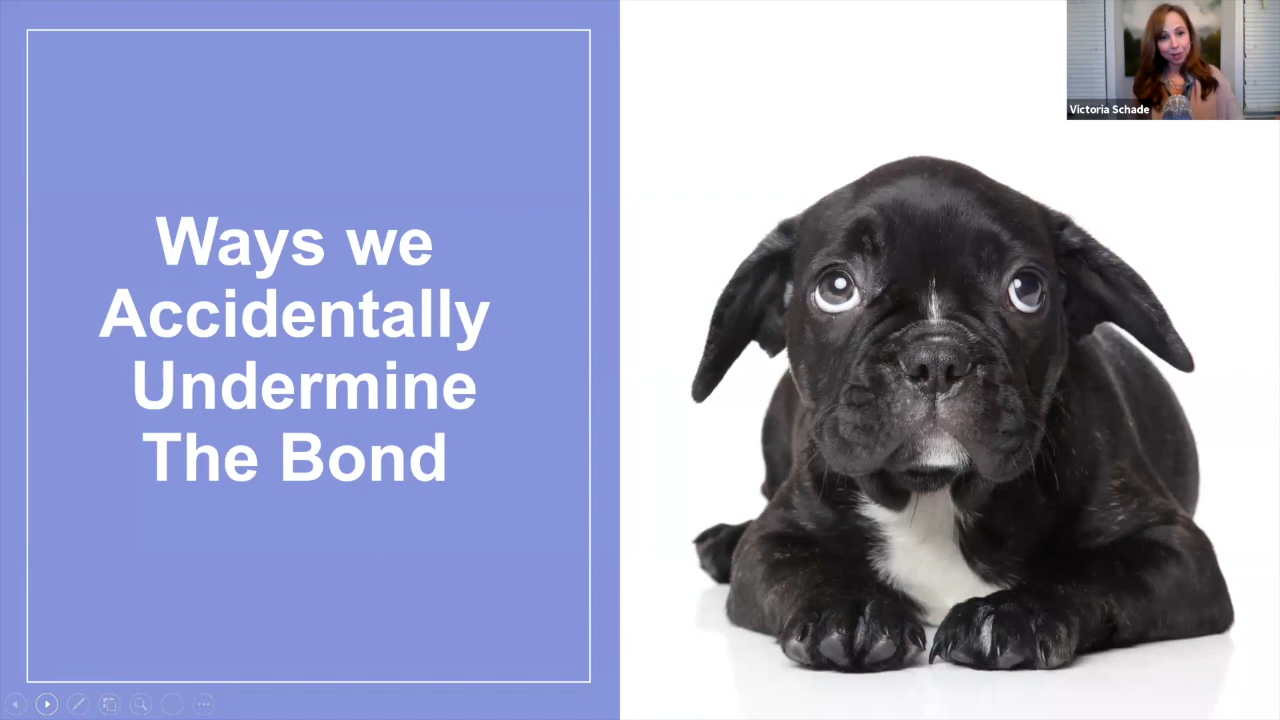 Ways we
Accidentally
Undermine
The Bond
Victoria Schade